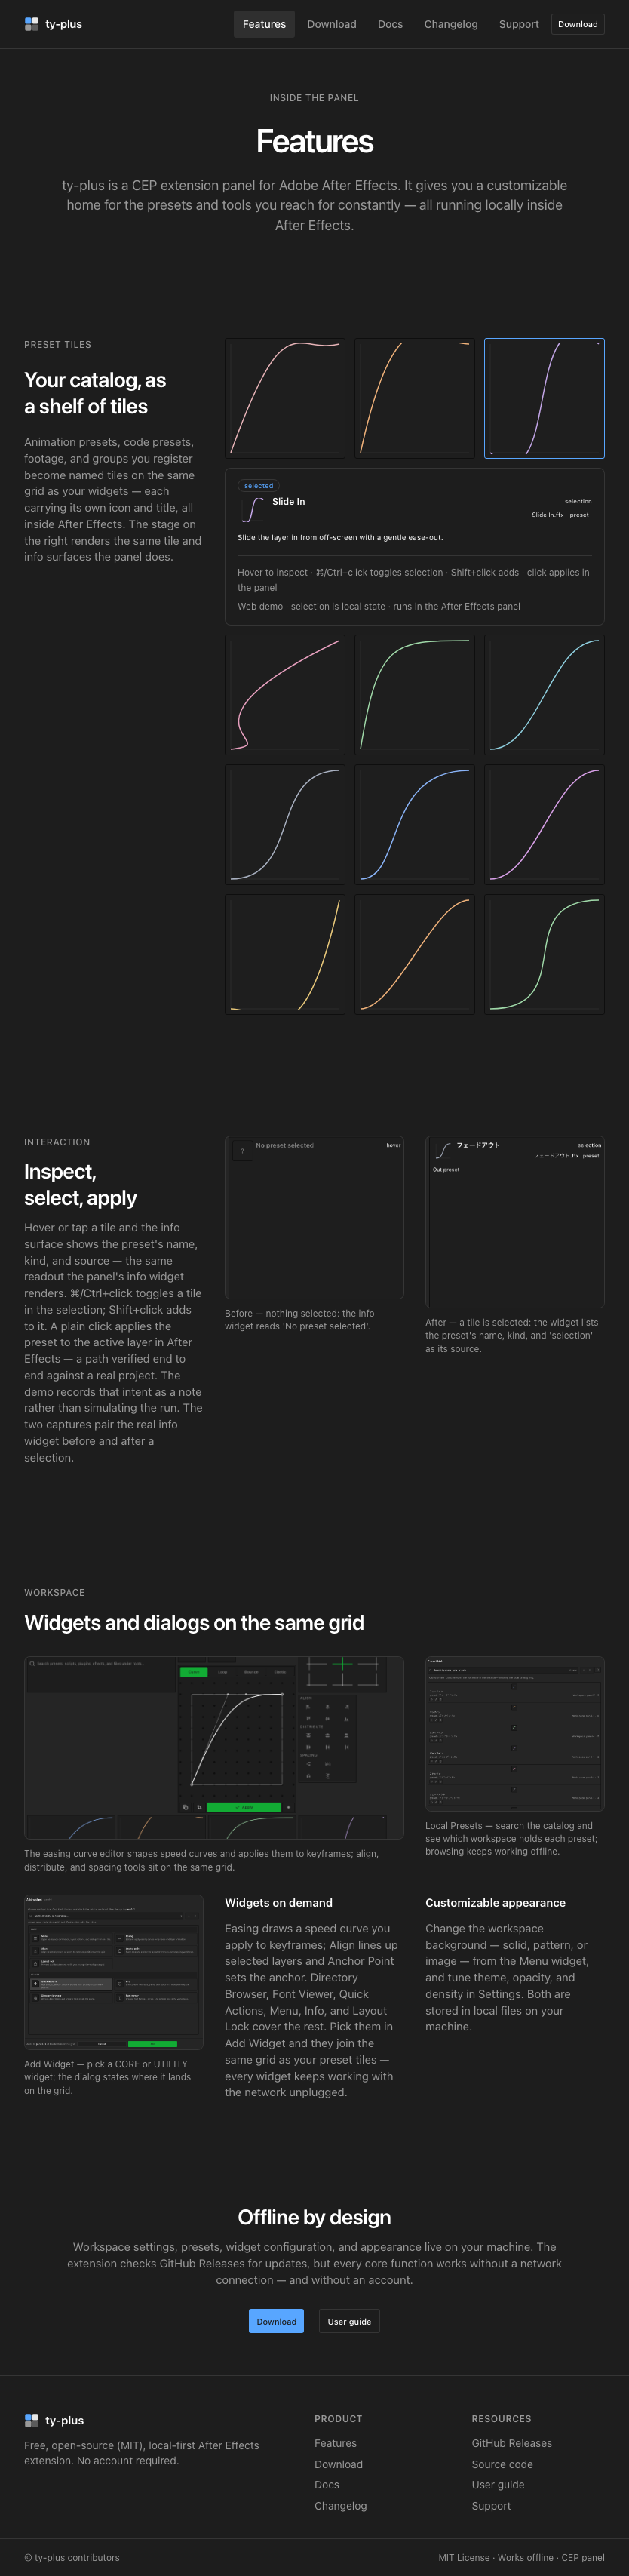 ty-plus
Features
Download
Docs
Changelog
Support
Download
INSIDE THE PANEL
Features
ty-plus is a CEP extension panel for Adobe After Effects. It gives you a customizable
home for the presets and tools you reach for constantly — all running locally inside
After Effects.
PRESET TILES
Your catalog, as
a shelf of tiles
Animation presets, code presets,
footage, and groups you register
become named tiles on the same
grid as your widgets — each
carrying its own icon and title, all
inside After Effects. The stage on
the right renders the same tile and
info surfaces the panel does.
selected
Slide In
selection
Slide In.ffx preset
Slide the layer in from off-screen with a gentle ease-out.
Hover to inspect · ⌘/Ctrl+click toggles selection · Shift+click adds · click applies in
the panel
Web demo · selection is local state · runs in the After Effects panel
INTERACTION
Inspect,
select, apply
Hover or tap a tile and the info
surface shows the preset's name,
kind, and source — the same
readout the panel's info widget
renders. ⌘/Ctrl+click toggles a tile
in the selection; Shift+click adds
to it. A plain click applies the
preset to the active layer in After
Effects — a path verified end to
end against a real project. The
demo records that intent as a note
rather than simulating the run. The
two captures pair the real info
widget before and after a
selection.
?
No preset selected
hover
Before — nothing selected: the info
widget reads 'No preset selected'.
フェードアウト
selection
フェードアウト.ffx preset
Out preset
After — a tile is selected: the widget lists
the preset's name, kind, and 'selection'
as its source.
WORKSPACE
Widgets and dialogs on the same grid
Apply
The easing curve editor shapes speed curves and applies them to keyframes; align,
distribute, and spacing tools sit on the same grid.
Local Presets — search the catalog and
see which workspace holds each preset;
browsing keeps working offline.
Add Widget — pick a CORE or UTILITY
widget; the dialog states where it lands
on the grid.
Widgets on demand
Easing draws a speed curve you
apply to keyframes; Align lines up
selected layers and Anchor Point
sets the anchor. Directory
Browser, Font Viewer, Quick
Actions, Menu, Info, and Layout
Lock cover the rest. Pick them in
Add Widget and they join the
same grid as your preset tiles —
every widget keeps working with
the network unplugged.
Customizable appearance
Change the workspace
background — solid, pattern, or
image — from the Menu widget,
and tune theme, opacity, and
density in Settings. Both are
stored in local files on your
machine.
Offline by design
Workspace settings, presets, widget configuration, and appearance live on your machine. The
extension checks GitHub Releases for updates, but every core function works without a network
connection — and without an account.
Download
User guide
ty-plus
Free, open-source (MIT), local-first After Effects
extension. No account required.
PRODUCT
Features
Download
Docs
Changelog
RESOURCES
GitHub Releases
Source code
User guide
Support
© ty-plus contributors
MIT License · Works offline · CEP panel